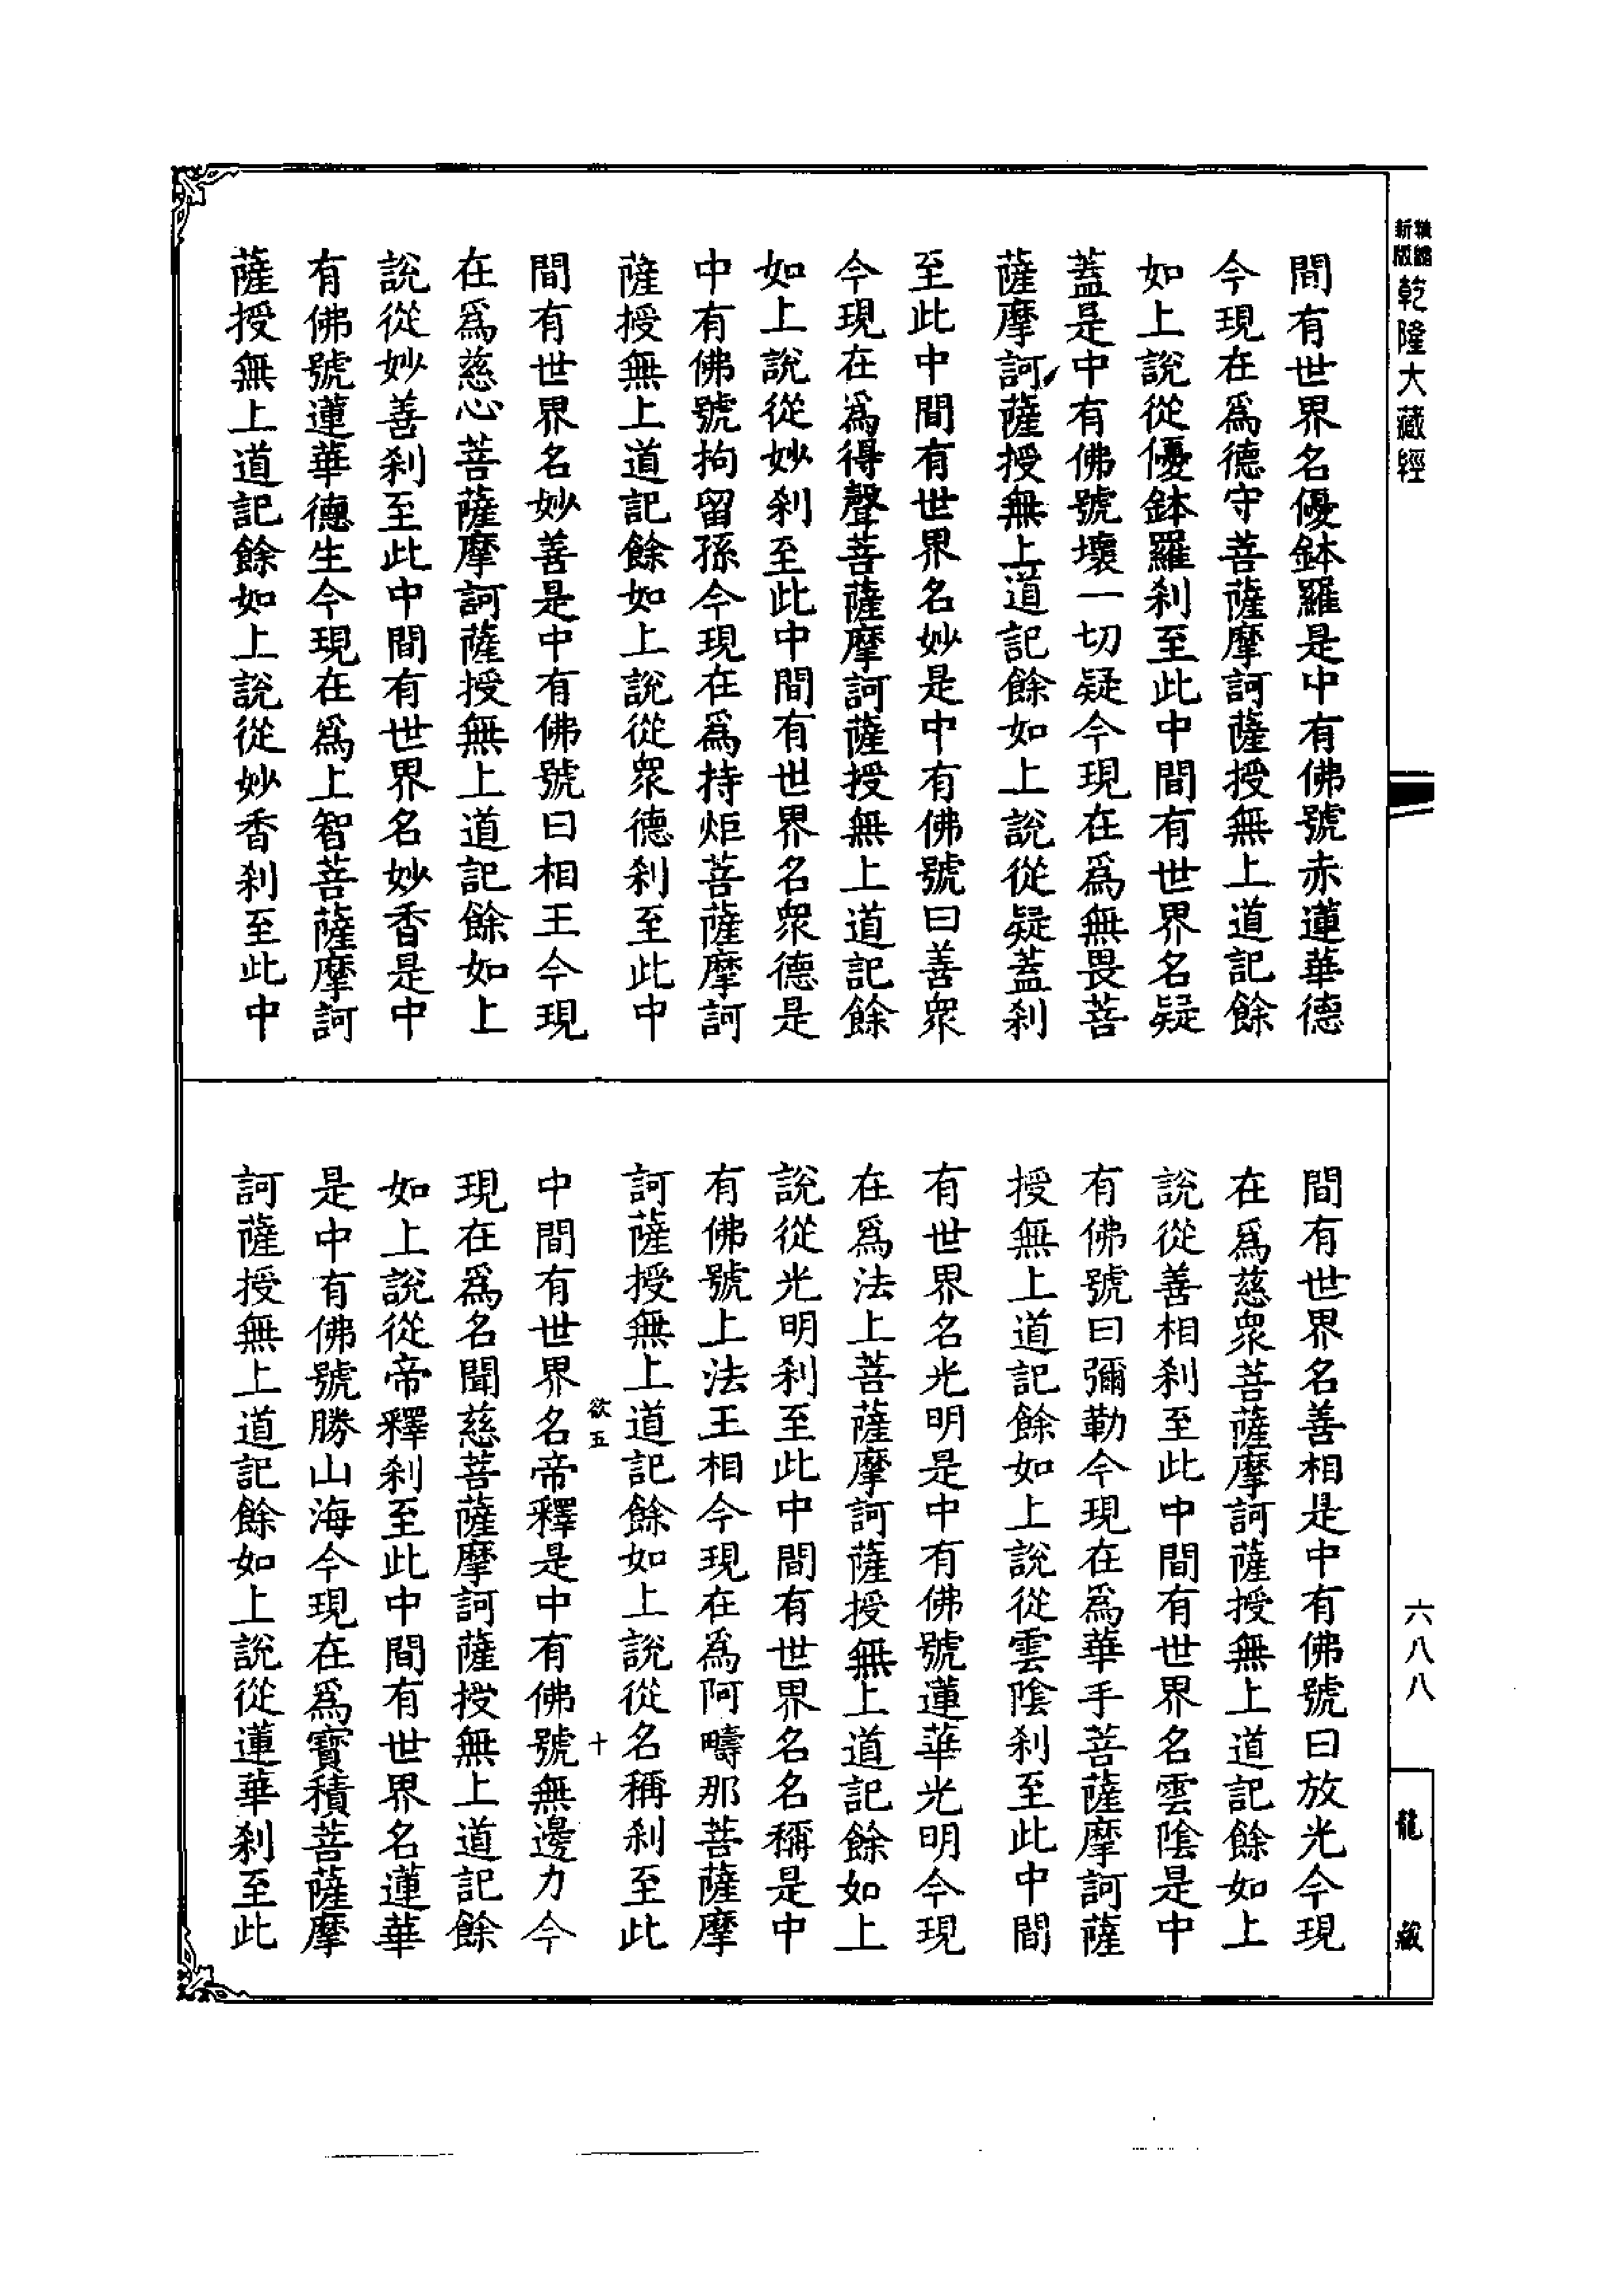 新版
乾隆大藏經
六八八
龍藏
間有世界名優鉢羅是中有佛號赤蓮華德
今現在爲德守菩薩摩訶薩授無上道記餘
如上說從優鉢羅刹至此中間有世界名疑
蓋是中有佛號壞一切疑今現在爲無畏菩
薩摩訶薩授無上道記餘如上說從疑蓋刹
至此中間有世界名妙是中有佛號曰善衆
今現在爲得聲菩薩摩訶薩授無上道記餘
如上說從妙刹至此中間有世界名衆德是
中有佛號拘留孫今現在爲持炬菩薩摩訶
薩授無上道記餘如上說從衆德刹至此中
間有世界名妙善是中有佛號曰相王今現
在爲慈心菩薩摩訶薩授無上道記餘如上
說從妙善刹至此中間有世界名妙香是中
有佛號蓮華德生今現在爲上智菩薩摩訶
薩授無上道記餘如上說從妙香刹至此中
間有世界名善相是中有佛號曰放光今現
在爲慈衆菩薩摩訶薩授無上道記餘如上
說從善相刹至此中間有世界名雲陰是中
有佛號曰彌勒今現在爲華手菩薩摩訶薩
授無上道記餘如上說從雲陰刹至此中間
有世界名光明是中有佛號蓮華光明今現
在爲法上菩薩摩訶薩授無上道記餘如上
說從光明刹至此中間有世界名名稱是中
有佛號上法王相今現在爲阿疇那菩薩摩
訶薩授無上道記餘如上說從名稱刹至此
欲五 十
中間有世界名帝釋是中有佛號無邊力今
現在爲名聞慈菩薩摩訶薩授無上道記餘
如上說從帝釋刹至此中間有世界名蓮華
是中有佛號勝山海今現在爲寶積菩薩摩
訶薩授無上道記餘如上說從蓮華刹至此